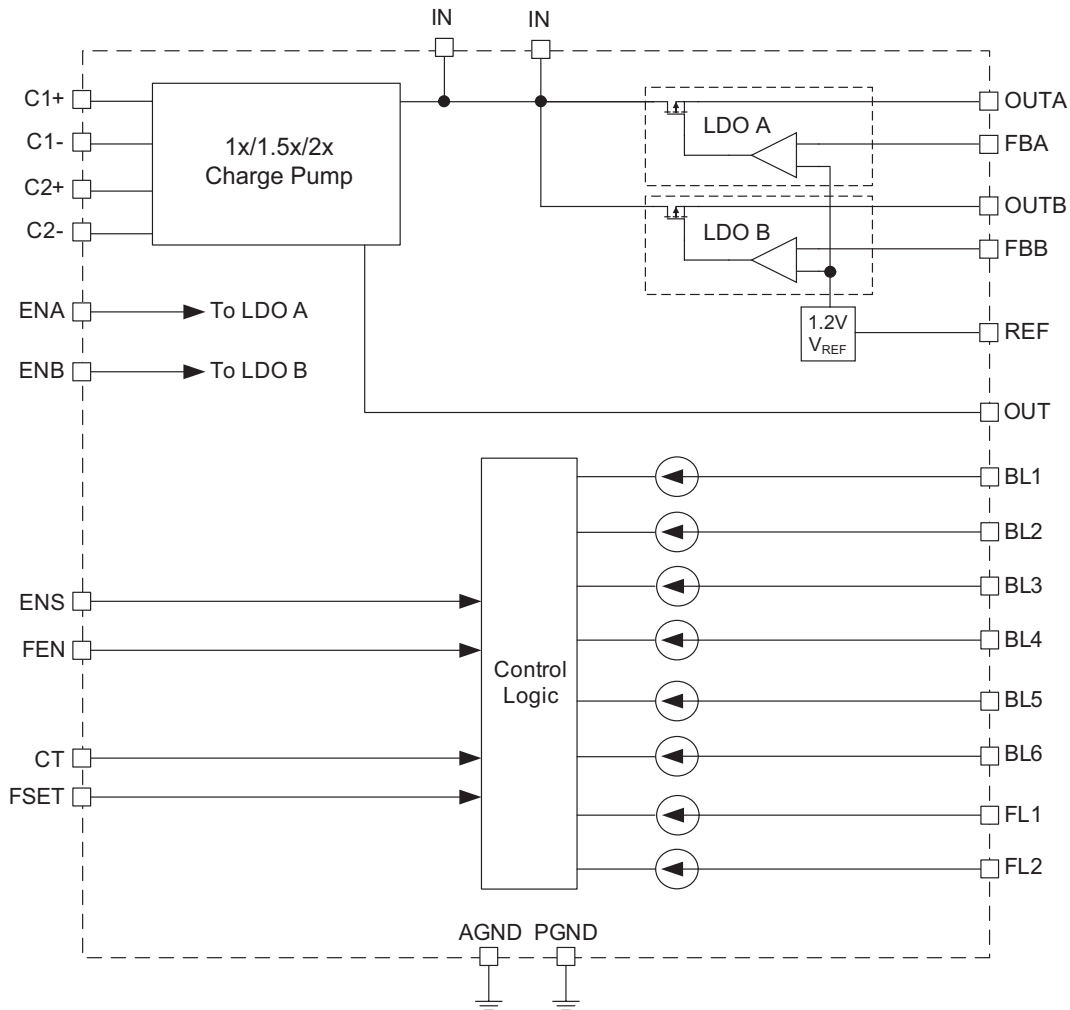 IN
IN
C1+
C1-
C2+
C2-
1x/1.5x/2x
Charge Pump
LDO A
OUTA
FBA
LDO B
OUTB
FBB
ENA
To LDO A
1.2V
VREF
REF
ENB
To LDO B
OUT
BL1
BL2
BL3
BL4
BL5
BL6
FL1
FL2
ENS
FEN
CT
FSET
Control
Logic
AGND
PGND